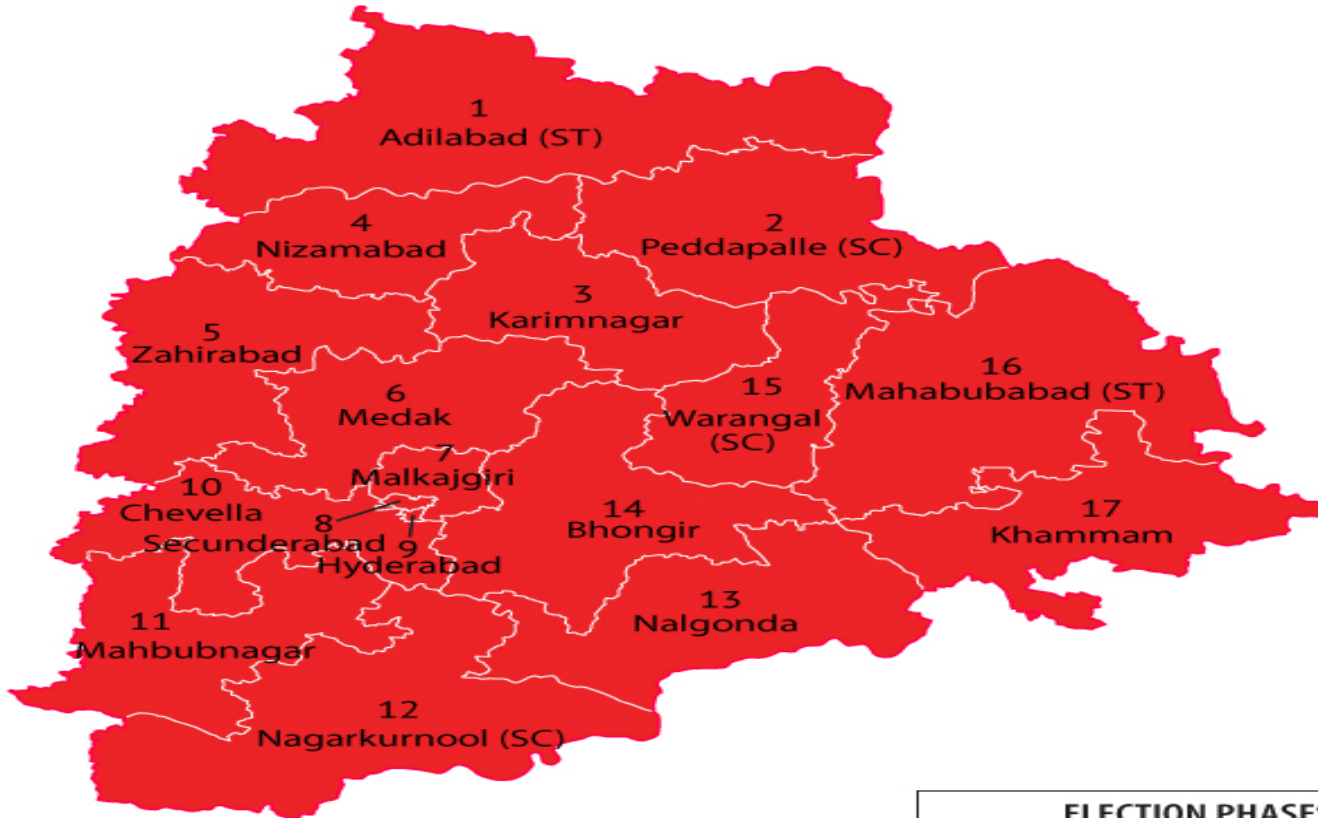 1
Adilabad (ST)
2
Peddapalle (SC)
4
Nizamabad
3
Karimnagar
5
Zahirabad
16
Mahabubabad (ST)
6
Medak
15
Warangal
(SC)
7
Malkajgiri
10
Chevella
8
Secunderabad
9
Hyderabad
14
Bhongir
17
Khammam
13
Nalgonda
11
Mahbubnagar
12
Nagarkurnool (SC)